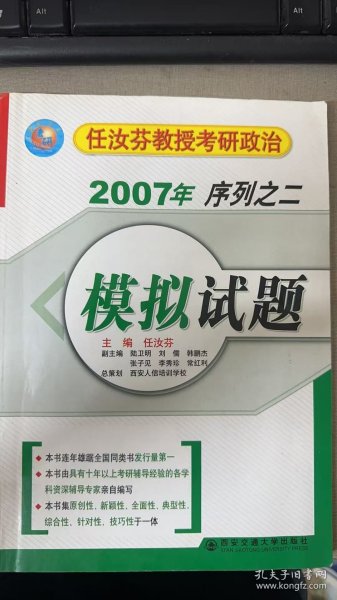 Alt
Alt
考研
任汝芬教授考研政治
2007年 序列之二
模拟试题
主 编 任汝芬
副主编 陆卫明 刘 儒 韩鹏杰
张子见 李秀珍 常红利
总策划 西安人信培训学校
◆ 本书连年雄踞全国同类书发行量第一
◆ 本书由具有十年以上考研辅导经验的各学
科资深辅导专家亲自编写
◆ 本书集原创性、新颖性、全面性、典型性、
综合性、针对性、技巧性于一体
西安交通大学出版社
XI'AN JIAOTONG UNIVERSITY PRESS
孔夫子旧书网
www.kongfz.com